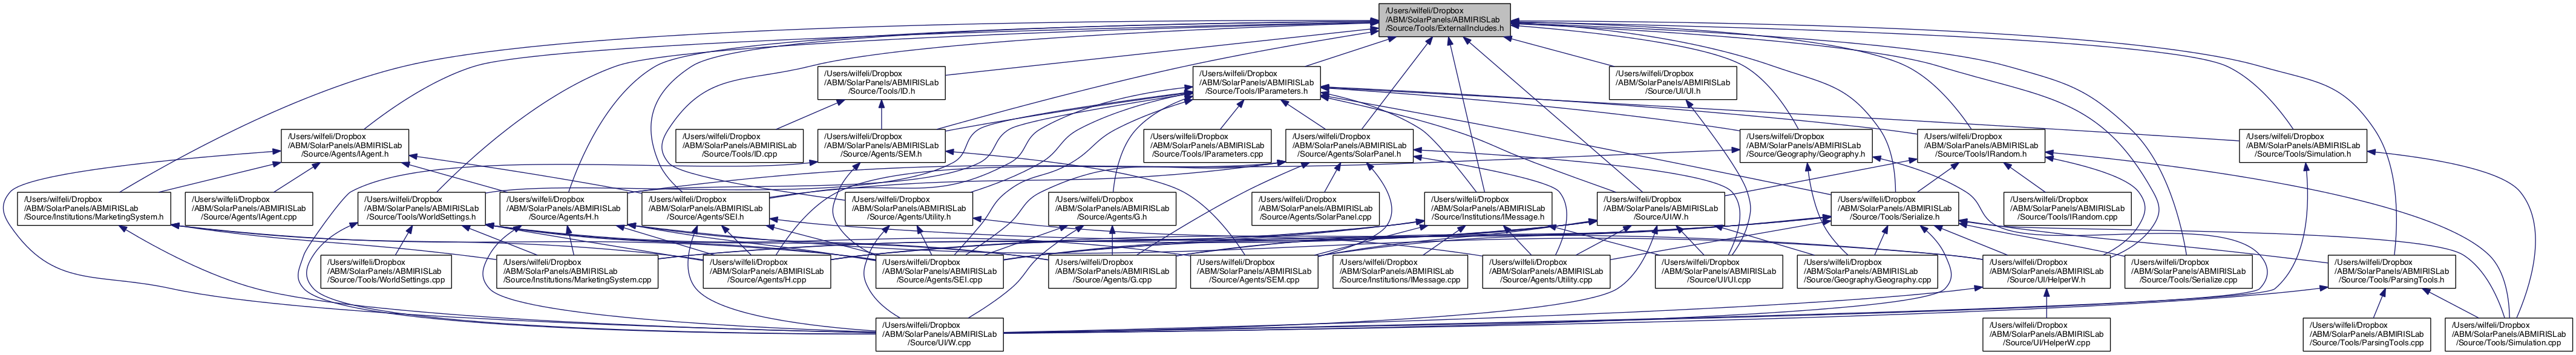 /Users/wilfeli/Dropbox
/ABM/SolarPanels/ABMIRISLab
/Source/Tools/ExternalIncludes.h
/Users/wilfeli/Dropbox
/ABM/SolarPanels/ABMIRISLab
/Source/Tools/ID.h
/Users/wilfeli/Dropbox
/ABM/SolarPanels/ABMIRISLab
/Source/Tools/IParameters.h
/Users/wilfeli/Dropbox
/ABM/SolarPanels/ABMIRISLab
/Source/UI/UI.h
/Users/wilfeli/Dropbox
/ABM/SolarPanels/ABMIRISLab
/Source/Agents/IAgent.h
/Users/wilfeli/Dropbox
/ABM/SolarPanels/ABMIRISLab
/Source/Tools/ID.cpp
/Users/wilfeli/Dropbox
/ABM/SolarPanels/ABMIRISLab
/Source/Agents/SEM.h
/Users/wilfeli/Dropbox
/ABM/SolarPanels/ABMIRISLab
/Source/Tools/IParameters.cpp
/Users/wilfeli/Dropbox
/ABM/SolarPanels/ABMIRISLab
/Source/Agents/SolarPanel.h
/Users/wilfeli/Dropbox
/ABM/SolarPanels/ABMIRISLab
/Source/Geography/Geography.h
/Users/wilfeli/Dropbox
/ABM/SolarPanels/ABMIRISLab
/Source/Tools/IRandom.h
/Users/wilfeli/Dropbox
/ABM/SolarPanels/ABMIRISLab
/Source/Tools/Simulation.h
/Users/wilfeli/Dropbox
/ABM/SolarPanels/ABMIRISLab
/Source/Institutions/MarketingSystem.h
/Users/wilfeli/Dropbox
/ABM/SolarPanels/ABMIRISLab
/Source/Agents/IAgent.cpp
/Users/wilfeli/Dropbox
/ABM/SolarPanels/ABMIRISLab
/Source/Tools/WorldSettings.h
/Users/wilfeli/Dropbox
/ABM/SolarPanels/ABMIRISLab
/Source/Agents/H.h
/Users/wilfeli/Dropbox
/ABM/SolarPanels/ABMIRISLab
/Source/Agents/SEI.h
/Users/wilfeli/Dropbox
/ABM/SolarPanels/ABMIRISLab
/Source/Agents/Utility.h
/Users/wilfeli/Dropbox
/ABM/SolarPanels/ABMIRISLab
/Source/Agents/G.h
/Users/wilfeli/Dropbox
/ABM/SolarPanels/ABMIRISLab
/Source/Agents/SolarPanel.cpp
/Users/wilfeli/Dropbox
/ABM/SolarPanels/ABMIRISLab
/Source/Institutions/IMessage.h
/Users/wilfeli/Dropbox
/ABM/SolarPanels/ABMIRISLab
/Source/UI/W.h
/Users/wilfeli/Dropbox
/ABM/SolarPanels/ABMIRISLab
/Source/Tools/Serialize.h
/Users/wilfeli/Dropbox
/ABM/SolarPanels/ABMIRISLab
/Source/Tools/IRandom.cpp
/Users/wilfeli/Dropbox
/ABM/SolarPanels/ABMIRISLab
/Source/Tools/WorldSettings.cpp
/Users/wilfeli/Dropbox
/ABM/SolarPanels/ABMIRISLab
/Source/Institutions/MarketingSystem.cpp
/Users/wilfeli/Dropbox
/ABM/SolarPanels/ABMIRISLab
/Source/Agents/H.cpp
/Users/wilfeli/Dropbox
/ABM/SolarPanels/ABMIRISLab
/Source/Agents/SEI.cpp
/Users/wilfeli/Dropbox
/ABM/SolarPanels/ABMIRISLab
/Source/Agents/G.cpp
/Users/wilfeli/Dropbox
/ABM/SolarPanels/ABMIRISLab
/Source/Agents/SEM.cpp
/Users/wilfeli/Dropbox
/ABM/SolarPanels/ABMIRISLab
/Source/Institutions/IMessage.cpp
/Users/wilfeli/Dropbox
/ABM/SolarPanels/ABMIRISLab
/Source/Agents/Utility.cpp
/Users/wilfeli/Dropbox
/ABM/SolarPanels/ABMIRISLab
/Source/UI/UI.cpp
/Users/wilfeli/Dropbox
/ABM/SolarPanels/ABMIRISLab
/Source/Geography/Geography.cpp
/Users/wilfeli/Dropbox
/ABM/SolarPanels/ABMIRISLab
/Source/UI/HelperW.h
/Users/wilfeli/Dropbox
/ABM/SolarPanels/ABMIRISLab
/Source/Tools/Serialize.cpp
/Users/wilfeli/Dropbox
/ABM/SolarPanels/ABMIRISLab
/Source/Tools/ParsingTools.h
/Users/wilfeli/Dropbox
/ABM/SolarPanels/ABMIRISLab
/Source/UI/W.cpp
/Users/wilfeli/Dropbox
/ABM/SolarPanels/ABMIRISLab
/Source/UI/HelperW.cpp
/Users/wilfeli/Dropbox
/ABM/SolarPanels/ABMIRISLab
/Source/Tools/ParsingTools.cpp
/Users/wilfeli/Dropbox
/ABM/SolarPanels/ABMIRISLab
/Source/Tools/Simulation.cpp